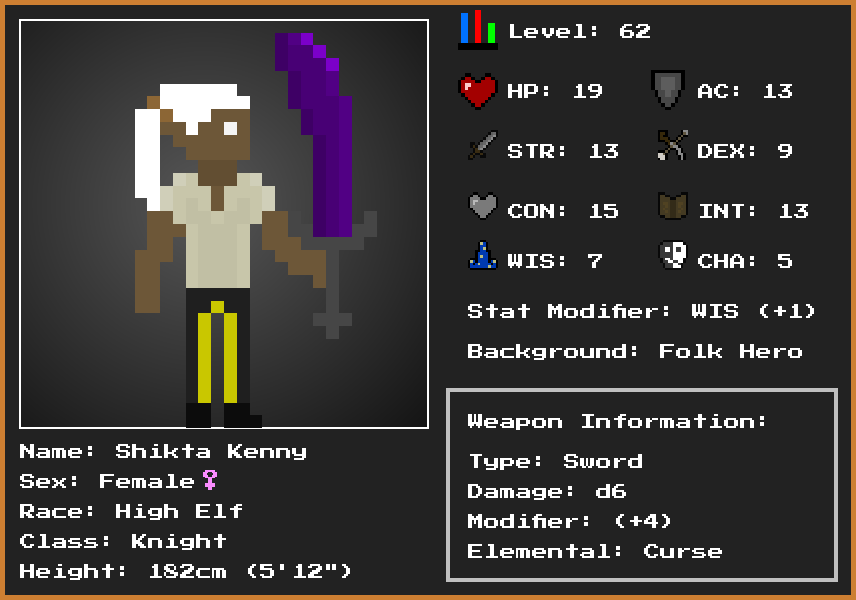 Level: 62
HP: 19
AC: 13
STR: 13
DEX: 9
CON: 15
INT: 13
WIS: 7
CHA: 5
Stat Modifier: WIS (+1)
Background: Folk Hero
Name: Shikta Kenny
Sex: Female♀
Race: High Elf
Class: Knight
Height: 182cm (5'12")
Weapon Information:
Type: Sword
Damage: d6
Modifier: (+4)
Elemental: Curse